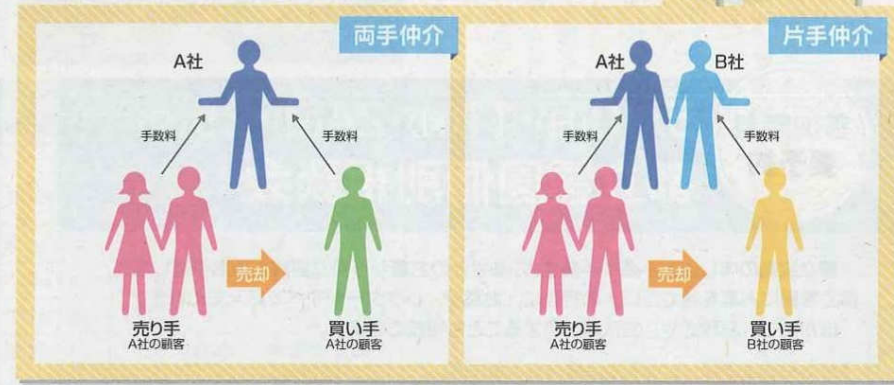 両手仲介
A社
手数料
手数料
売却
売り手
A社の顧客
買い手
A社の顧客
片手仲介
A社
B社
手数料
手数料
売却
売り手
A社の顧客
買い手
B社の顧客